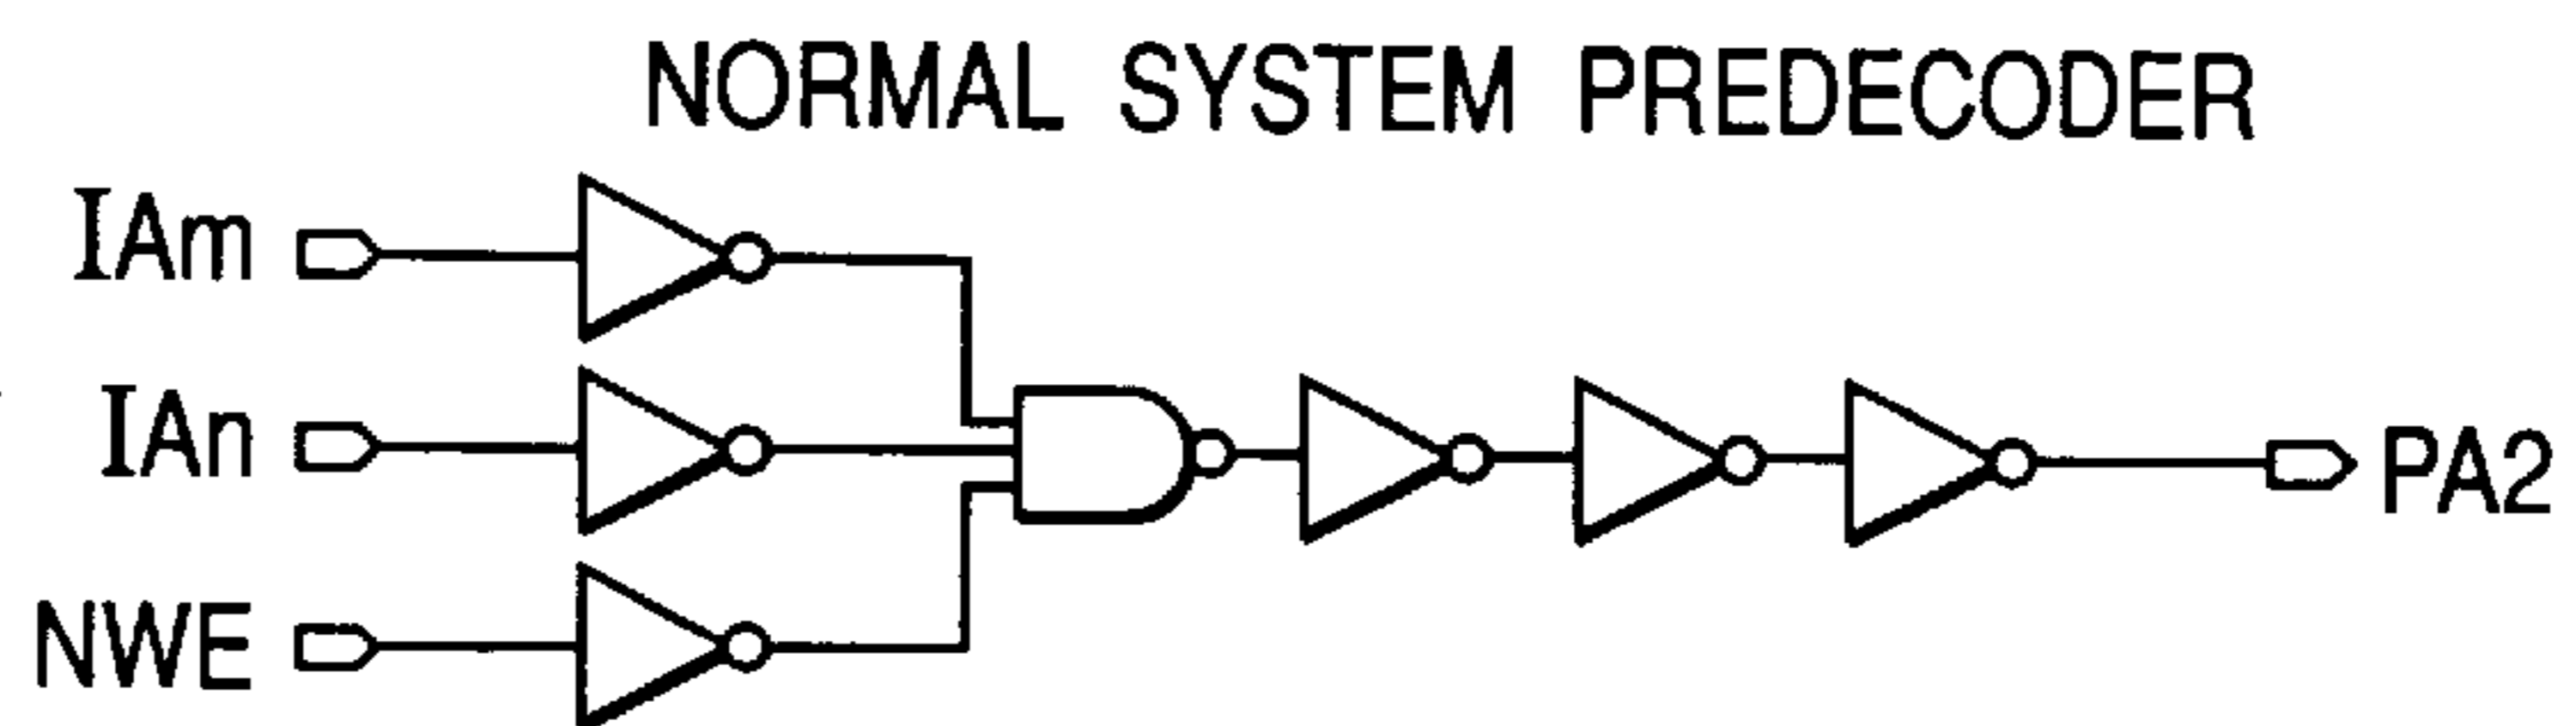 NORMAL SYSTEM PREDECODER
IAm
IAn
NWE
PA2